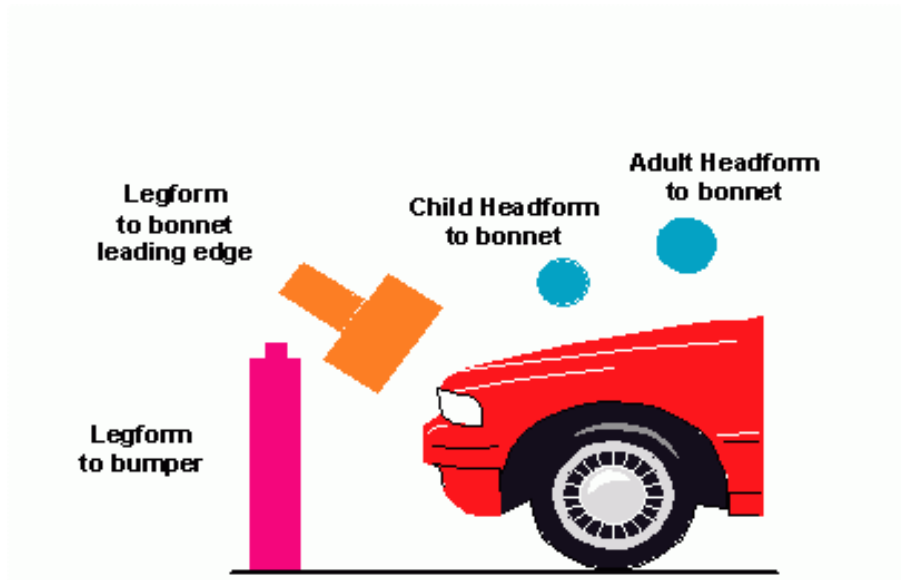 Adult Headform
to bonnet
Legform
to bonnet
leading edge
Child Headform
to bonnet
Legform
to bumper